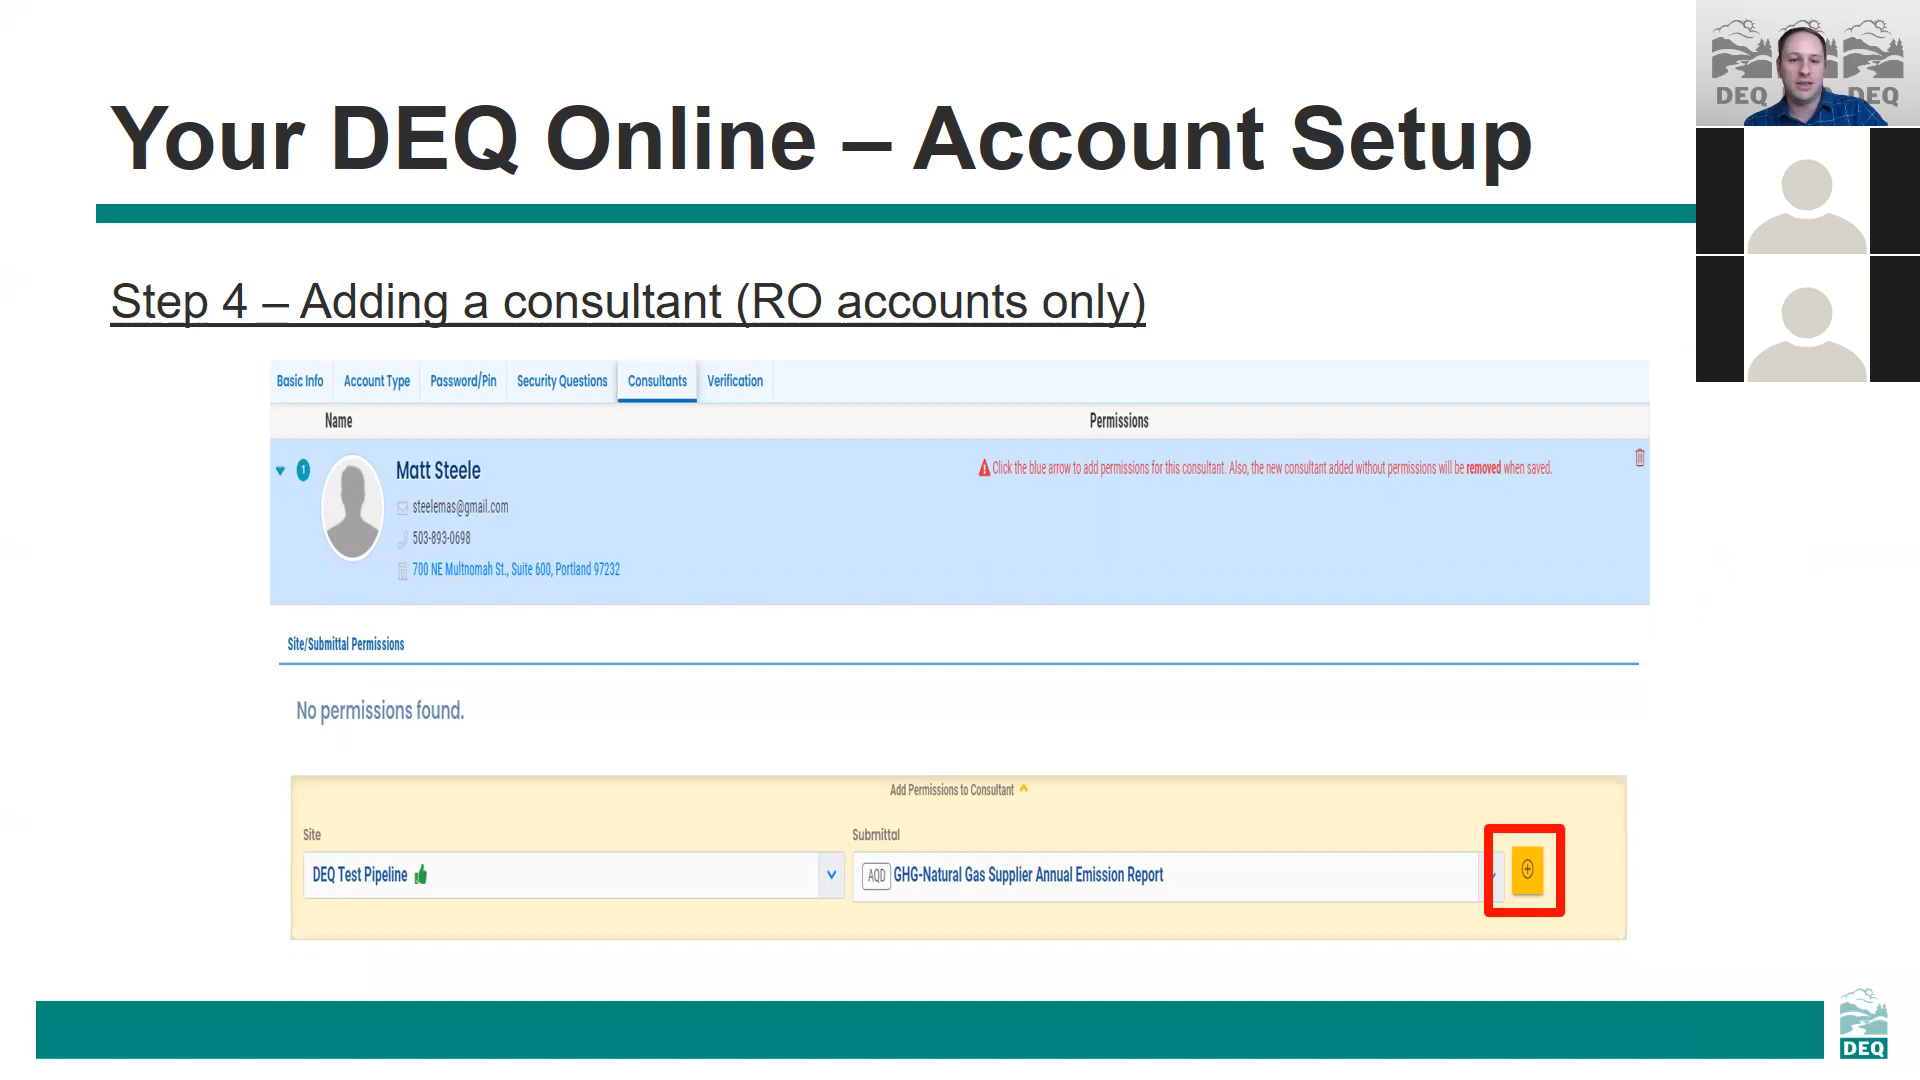 Your DEQ Online – Account Setup
DEQ DEQ
Step 4 – Adding a consultant (RO accounts only)
Basic Info Account Type Password/Pin Security Questions Consultants Verification
Name Permissions
1 Matt Steele
Click the blue arrow to add permissions for this consultant. Also, the new consultant added without permissions will be removed when saved.
steelemas@gmail.com
503-893-0698
700 NE Multnomah St., Suite 600, Portland 97232
Site/Submittal Permissions
No permissions found.
Add Permissions to Consultant
Site Submittal
DEQ Test Pipeline AQD GHG-Natural Gas Supplier Annual Emission Report
DEQ